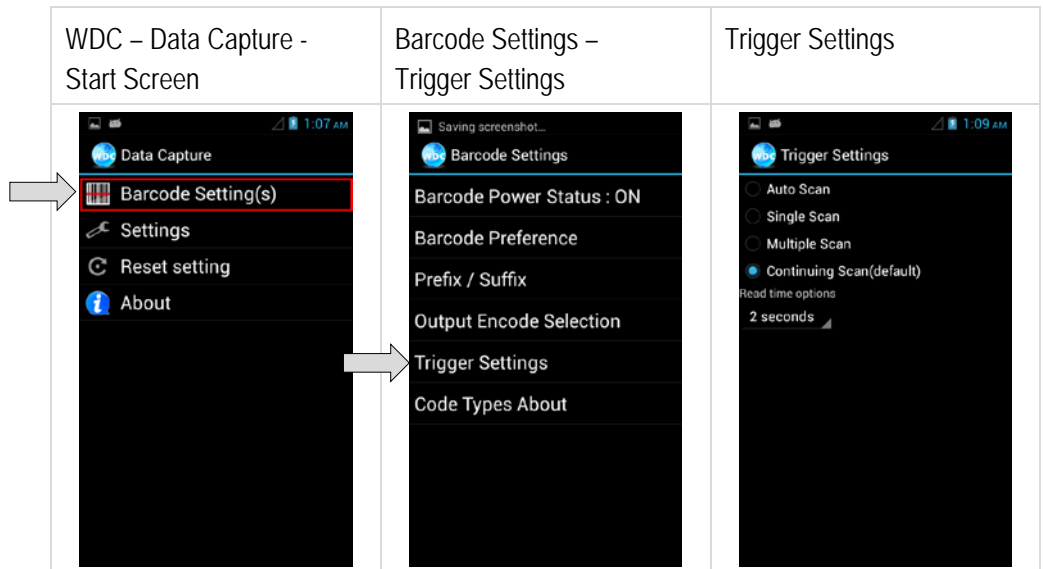 WDC – Data Capture -
Start Screen
Barcode Settings –
Trigger Settings
Trigger Settings
1:07 AM
WDC Data Capture
Barcode Setting(s)
Settings
Reset setting
About
Saving screenshot...
WDC Barcode Settings
Barcode Power Status : ON
Barcode Preference
Prefix / Suffix
Output Encode Selection
Trigger Settings
Code Types About
1:09 AM
WDC Trigger Settings
Auto Scan
Single Scan
Multiple Scan
Continuing Scan(default)
Read time options
2 seconds